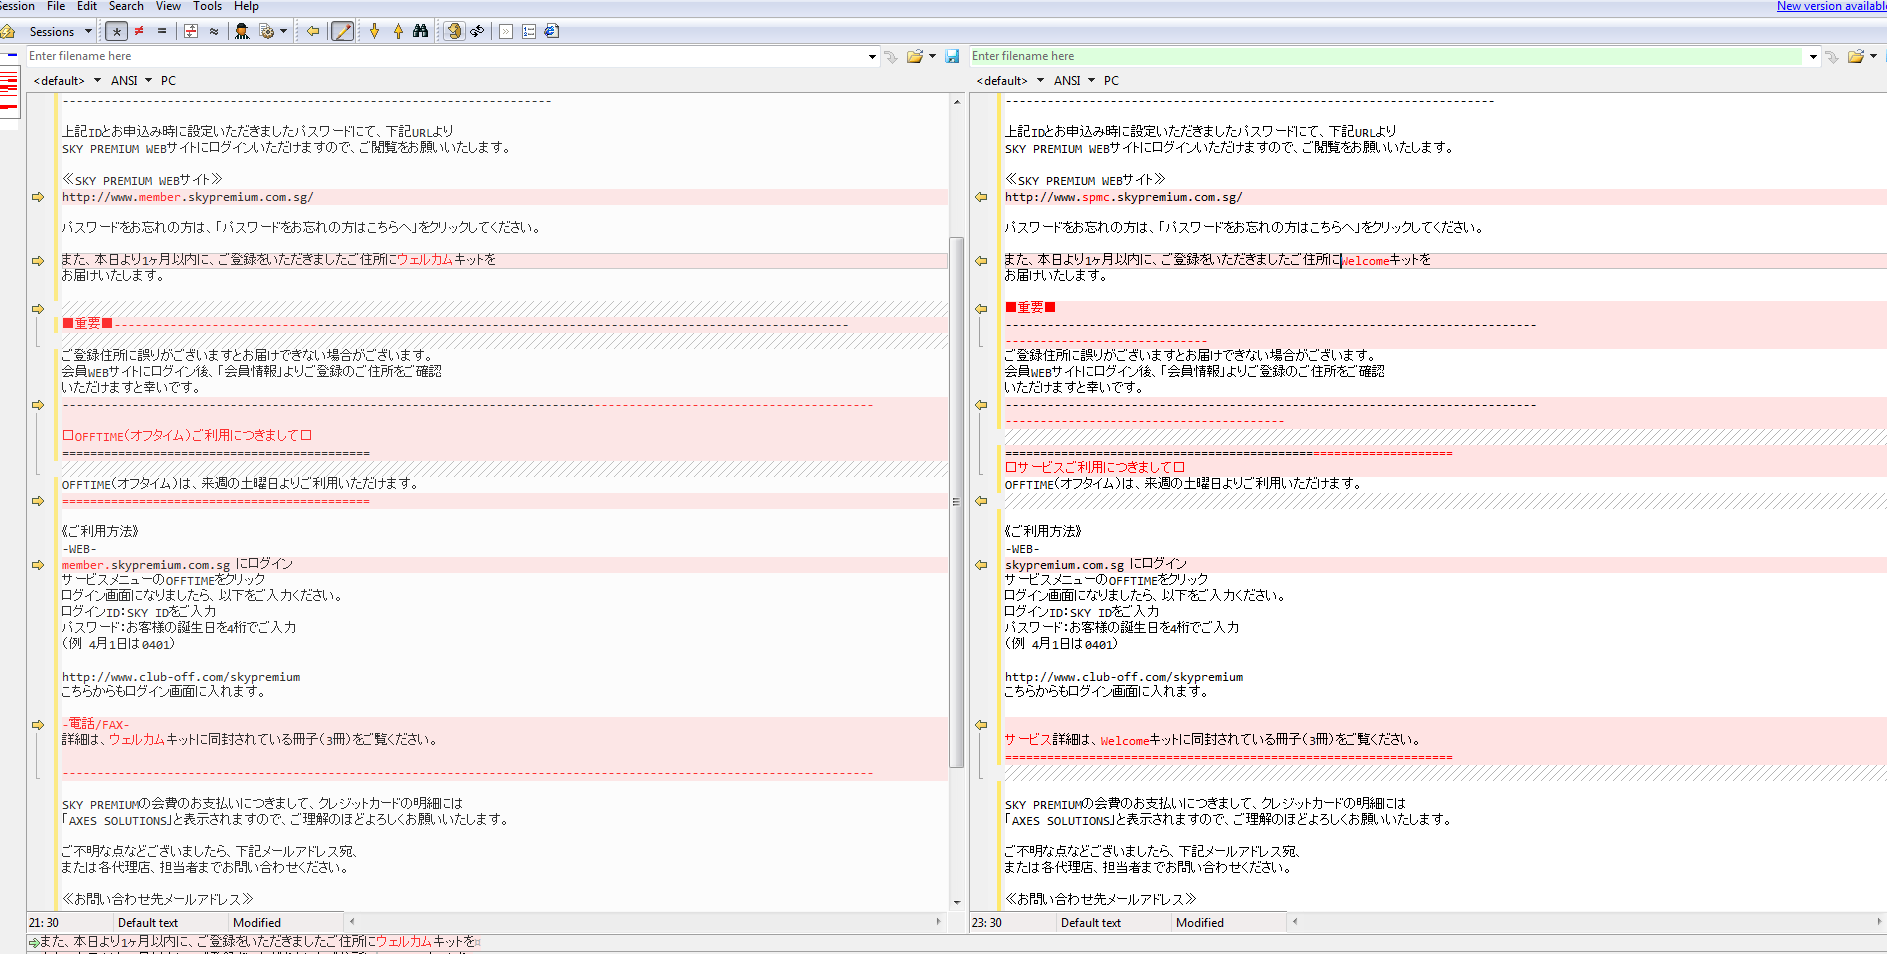 Session File Edit Search View Tools Help
New version available
Sessions
Enter filename here
<default> ANSI PC
--------------------------------------------------------------------
上記IDとお申込み時に設定いただきましたパスワードにて、下記URLより
SKY PREMIUM WEBサイトにログインいただけますので、ご閲覧をお願いいたします。
≪SKY PREMIUM WEBサイト≫
http://www.member.skypremium.com.sg/
パスワードをお忘れの方は、「パスワードをお忘れの方はこちらへ」をクリックしてください。
また、本日より1ヶ月以内に、ご登録をいただきましたご住所にウェルカムキットを
お届けいたします。
■重要■--------------------------------------------------------------------
ご登録住所に誤りがございますとお届けできない場合がございます。
会員WEBサイトにログイン後、「会員情報」よりご登録のご住所をご確認
いただけますと幸いです。
--------------------------------------------------------------------
□OFFTIME(オフタイム)ご利用につきまして□
============================================
OFFTIME(オフタイム)は、来週の土曜日よりご利用いただけます。
============================================
《ご利用方法》
-WEB-
member.skypremium.com.sg にログイン
サービスメニューのOFFTIMEをクリック
ログイン画面になりましたら、以下をご入力ください。
ログインID:SKY IDをご入力
パスワード:お客様の誕生日を4桁でご入力
(例 4月1日は0401)
http://www.club-off.com/skypremium
こちらからもログイン画面に入れます。
-電話/FAX-
詳細は、ウェルカムキットに同封されている冊子(3冊)をご覧ください。
--------------------------------------------------------------------
SKY PREMIUMの会費のお支払いにつきまして、クレジットカードの明細には
「AXES SOLUTIONS」と表示されますので、ご理解のほどよろしくお願いいたします。
ご不明な点などございましたら、下記メールアドレス宛、
または各代理店、担当者までお問い合わせください。
≪お問い合わせ先メールアドレス≫
21:30 Default text Modified
Enter filename here
<default> ANSI PC
--------------------------------------------------------------------
上記IDとお申込み時に設定いただきましたパスワードにて、下記URLより
SKY PREMIUM WEBサイトにログインいただけますので、ご閲覧をお願いいたします。
≪SKY PREMIUM WEBサイト≫
http://www.spmc.skypremium.com.sg/
パスワードをお忘れの方は、「パスワードをお忘れの方はこちらへ」をクリックしてください。
また、本日より1ヶ月以内に、ご登録をいただきましたご住所にWelcomeキットを
お届けいたします。
■重要■
--------------------------------------------------------------------
-----------------------------
ご登録住所に誤りがございますとお届けできない場合がございます。
会員WEBサイトにログイン後、「会員情報」よりご登録のご住所をご確認
いただけますと幸いです。
--------------------------------------------------------------------
----------------------------------------
================================================================
□サービスご利用につきまして□
OFFTIME(オフタイム)は、来週の土曜日よりご利用いただけます。
《ご利用方法》
-WEB-
skypremium.com.sg にログイン
サービスメニューのOFFTIMEをクリック
ログイン画面になりましたら、以下をご入力ください。
ログインID:SKY IDをご入力
パスワード:お客様の誕生日を4桁でご入力
(例 4月1日は0401)
http://www.club-off.com/skypremium
こちらからもログイン画面に入れます。
サービス詳細は、Welcomeキットに同封されている冊子(3冊)をご覧ください。
================================================================
SKY PREMIUMの会費のお支払いにつきまして、クレジットカードの明細には
「AXES SOLUTIONS」と表示されますので、ご理解のほどよろしくお願いいたします。
ご不明な点などございましたら、下記メールアドレス宛、
または各代理店、担当者までお問い合わせください。
≪お問い合わせ先メールアドレス≫
23:30 Default text Modified
また、本日より1ヶ月以内に、ご登録をいただきましたご住所にウェルカムキットを